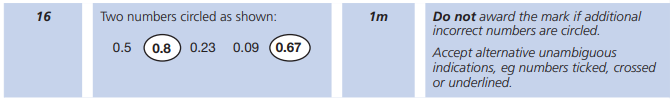 16
Two numbers circled as shown:
0.5 0.8 0.23 0.09 0.67
1m
Do not award the mark if additional
incorrect numbers are circled.
Accept alternative unambiguous
indications, eg numbers ticked, crossed
or underlined.